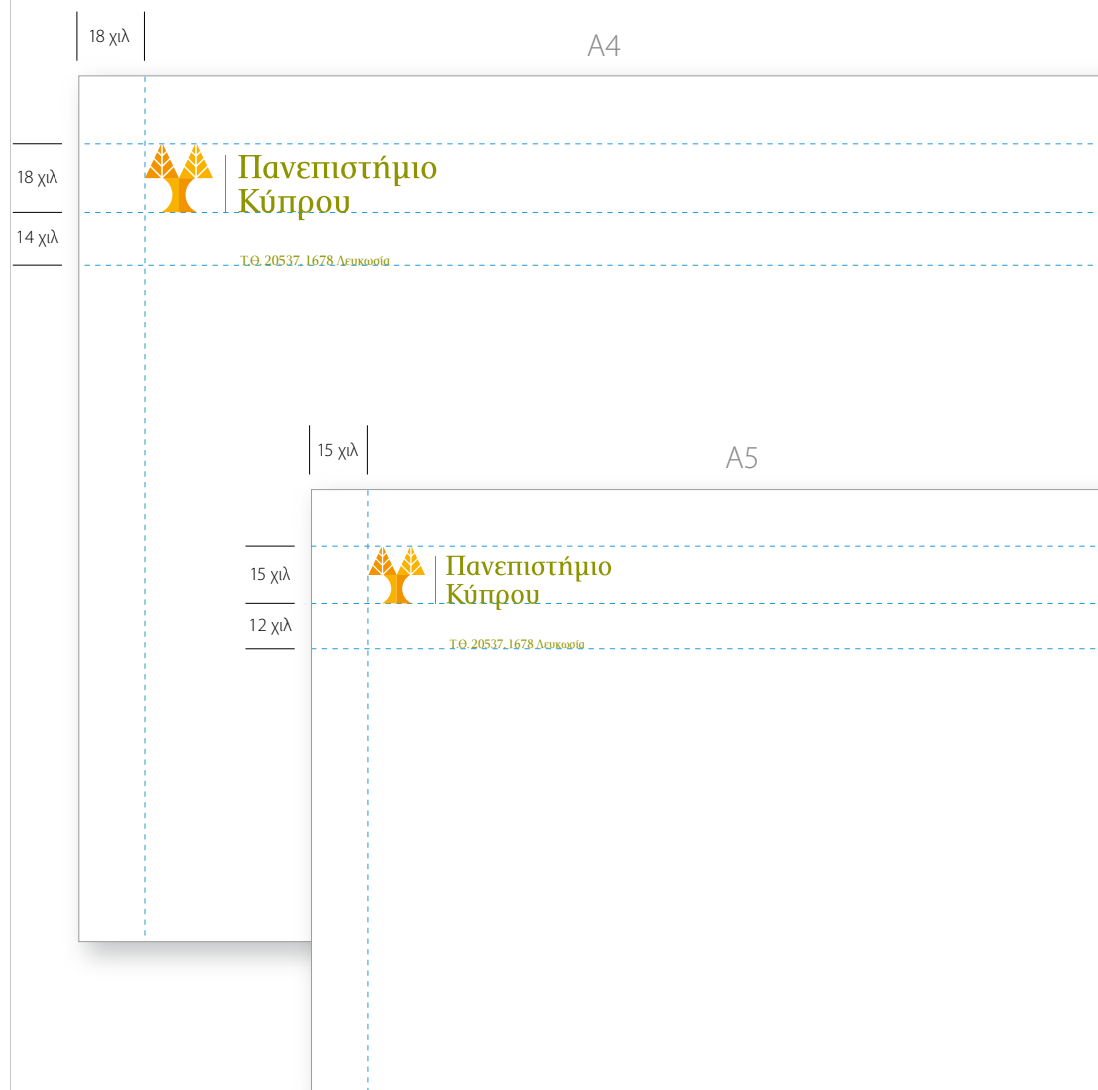 18 χιλ
A4
18 χιλ
Πανεπιστήμιο
Κύπρου
14 χιλ
Τ.Θ. 20537, 1678 Λευκωσία
15 χιλ
A5
15 χιλ
Πανεπιστήμιο
Κύπρου
12 χιλ
Τ.Θ. 20537, 1678 Λευκωσία